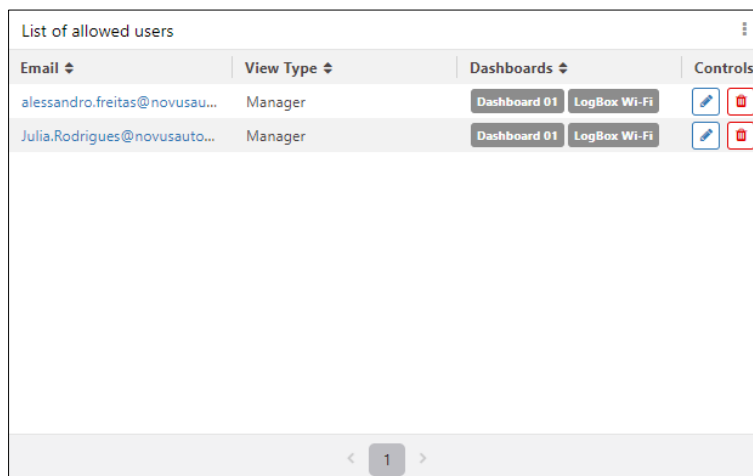 List of allowed users
Email View Type Dashboards Controls
alessandro.freitas@novusau... Manager Dashboard 01 LogBox Wi-Fi
Julia.Rodrigues@novusauto... Manager Dashboard 01 LogBox Wi-Fi
< 1 >